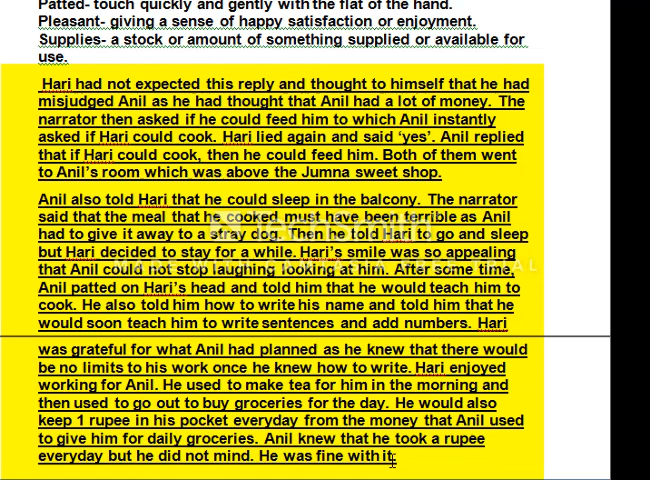 Patted- touch quickly and gently with the flat of the hand.
Pleasant- giving a sense of happy satisfaction or enjoyment.
Supplies- a stock or amount of something supplied or available for
use.
Hari had not expected this reply and thought to himself that he had
misjudged Anil as he had thought that Anil had a lot of money. The
narrator then asked if he could feed him to which Anil instantly
asked if Hari could cook. Hari lied again and said ‘yes’. Anil replied
that if Hari could cook, then he could feed him. Both of them went
to Anil’s room which was above the Jumna sweet shop.
Anil also told Hari that he could sleep in the balcony. The narrator
said that the meal that he cooked must have been terrible as Anil
had to give it away to a stray dog. Then he told Hari to go and sleep
but Hari decided to stay for a while. Hari’s smile was so appealing
that Anil could not stop laughing looking at him. After some time,
Anil patted on Hari’s head and told him that he would teach him to
cook. He also told him how to write his name and told him that he
would soon teach him to write sentences and add numbers. Hari
was grateful for what Anil had planned as he knew that there would
be no limits to his work once he knew how to write. Hari enjoyed
working for Anil. He used to make tea for him in the morning and
then used to go out to buy groceries for the day. He would also
keep 1 rupee in his pocket everyday from the money that Anil used
to give him for daily groceries. Anil knew that he took a rupee
everyday but he did not mind. He was fine with it.